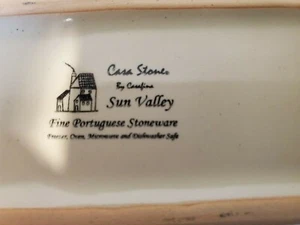 Casa Stone
By Casafina
Sun Valley
Fine Portuguese Stoneware
Freezer, Oven, Microwave and Dishwasher Safe